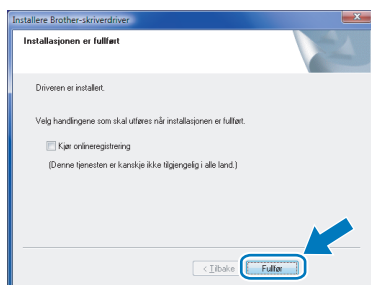 Installere Brother-skriverdriver
Installasjonen er fullført
Driveren er installert.
Velg handlingene som skal utføres når installasjonen er fullført.
Kjør onlineregistrering
(Denne tjenesten er kanskje ikke tilgjengelig i alle land.)
< Tilbake Fullfør